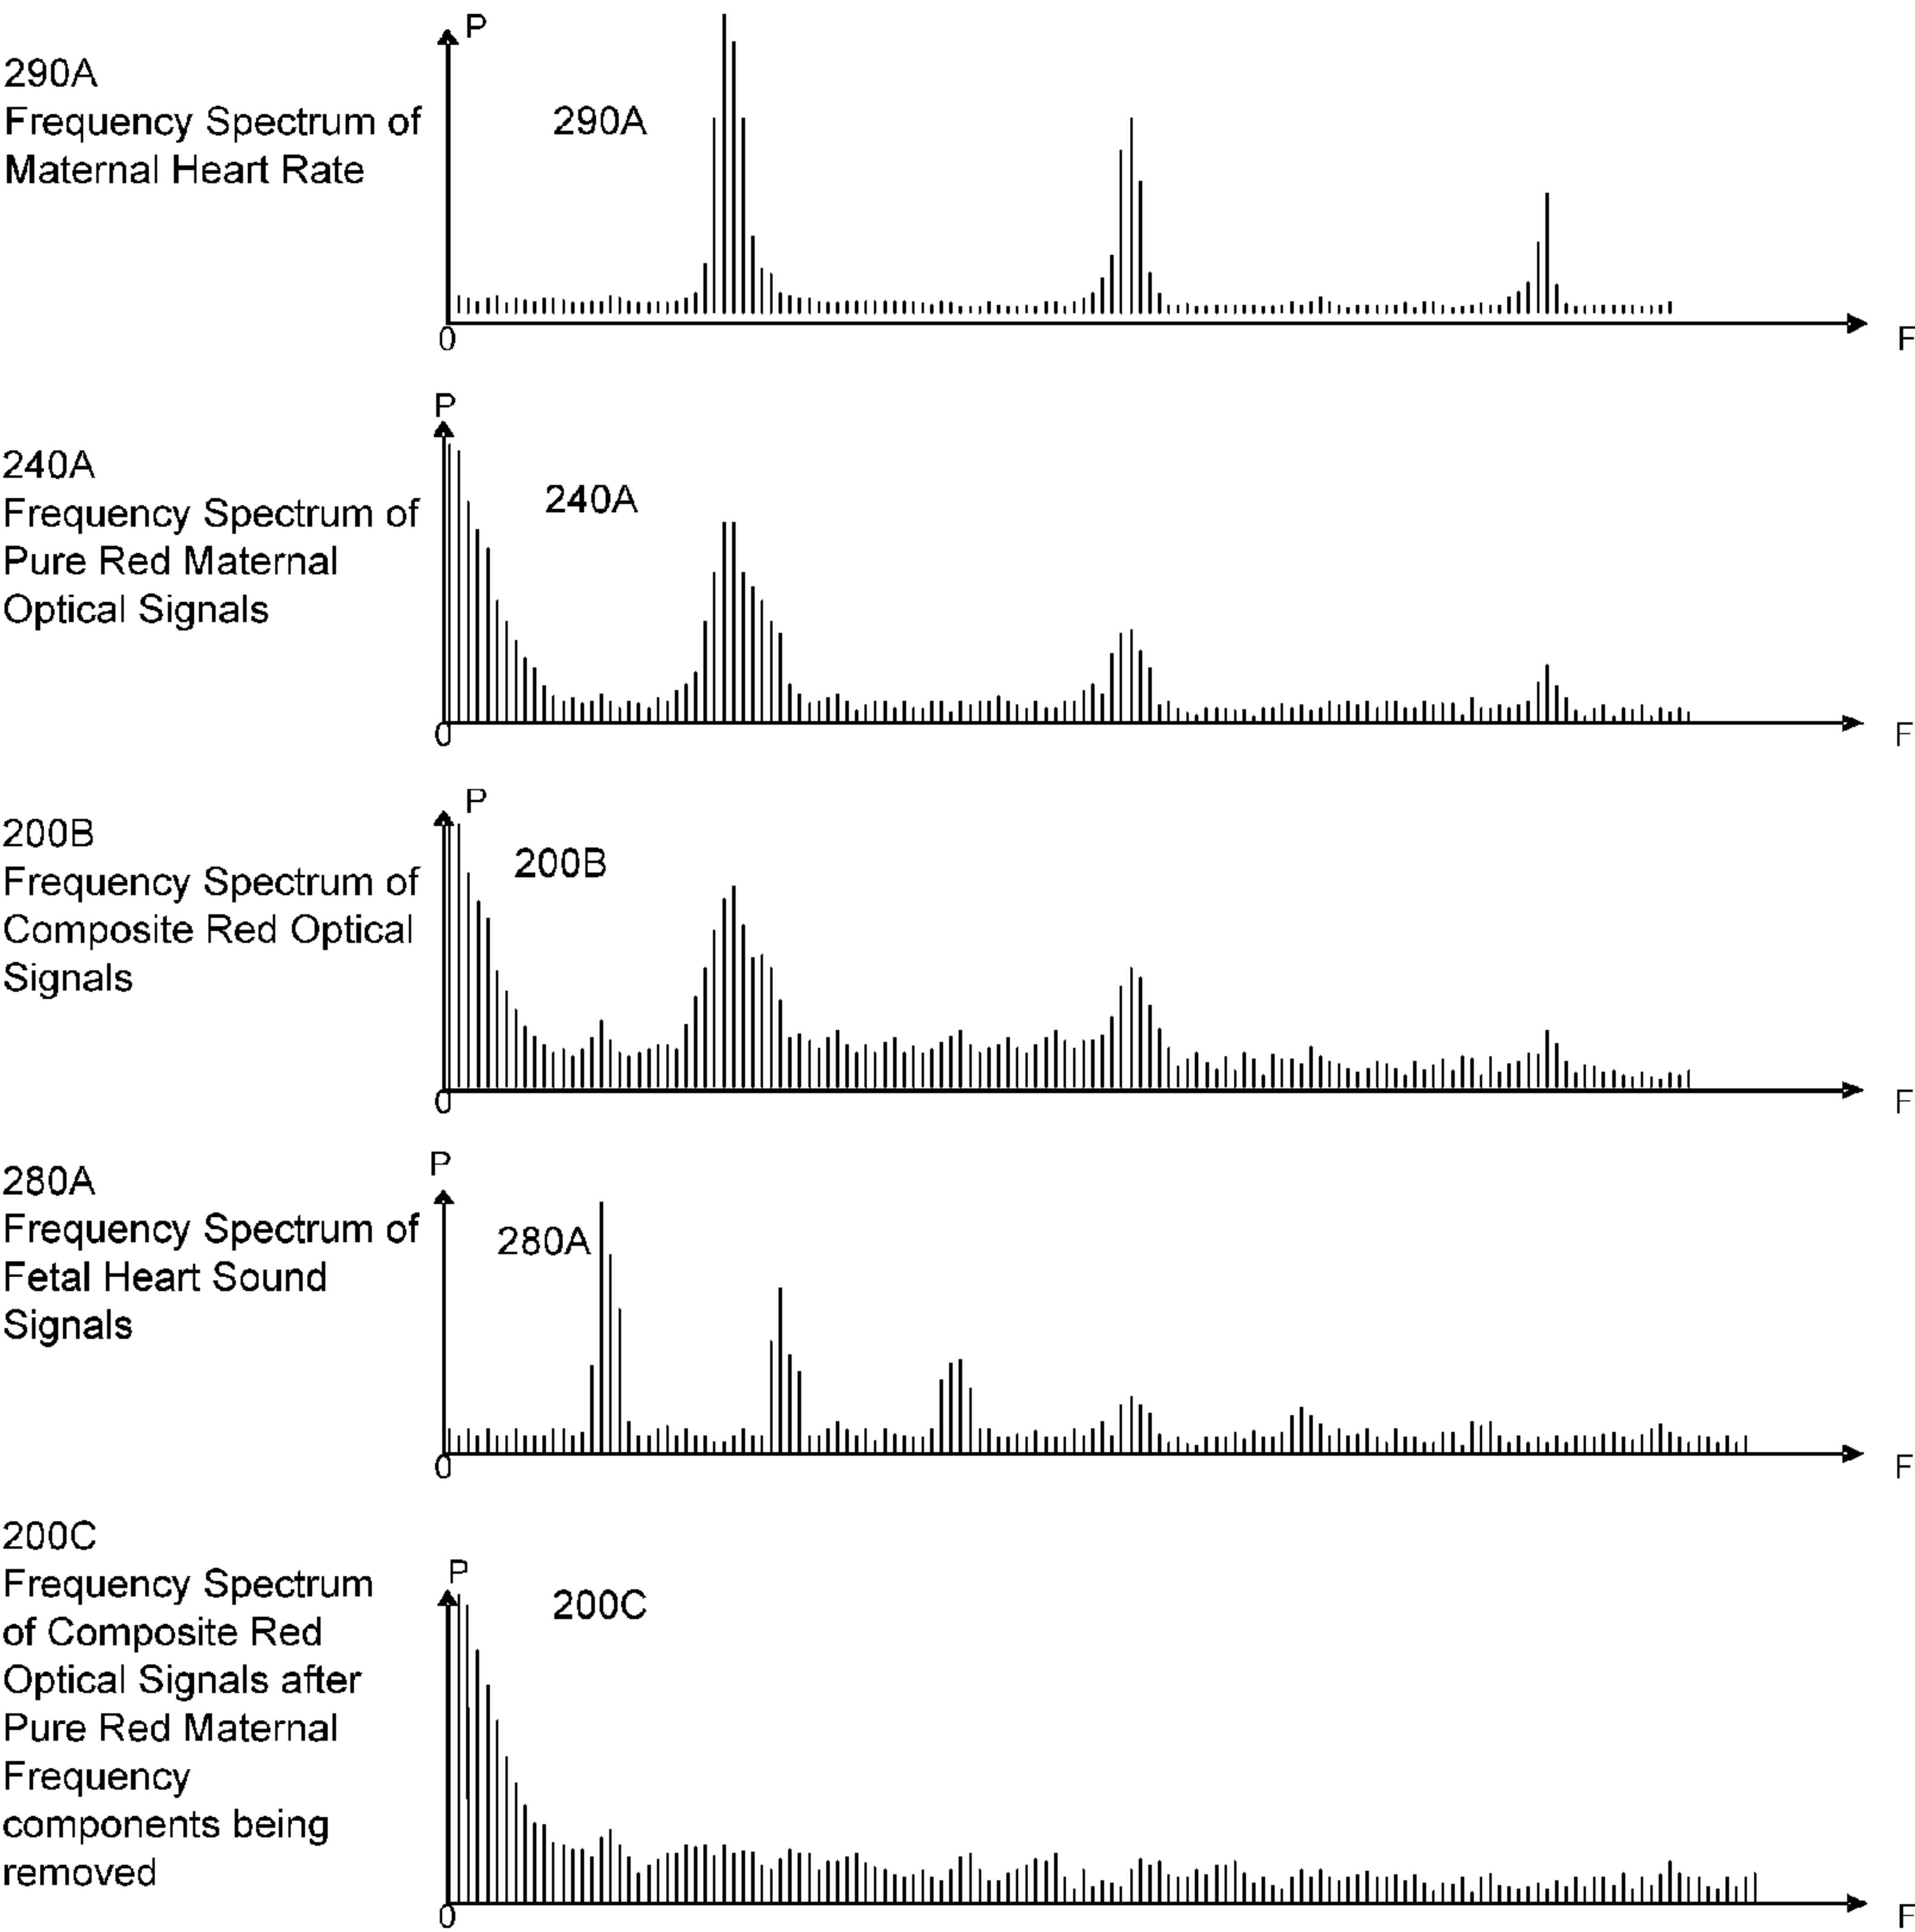 P
290A
Frequency Spectrum of
Maternal Heart Rate
290A
0
F
P
240A
Frequency Spectrum of
Pure Red Maternal
Optical Signals
240A
0
F
P
200B
Frequency Spectrum of
Composite Red Optical
Signals
200B
0
F
P
280A
Frequency Spectrum of
Fetal Heart Sound
Signals
280A
0
F
200C
Frequency Spectrum
of Composite Red
Optical Signals after
Pure Red Maternal
Frequency
components being
removed
P
200C
0
F